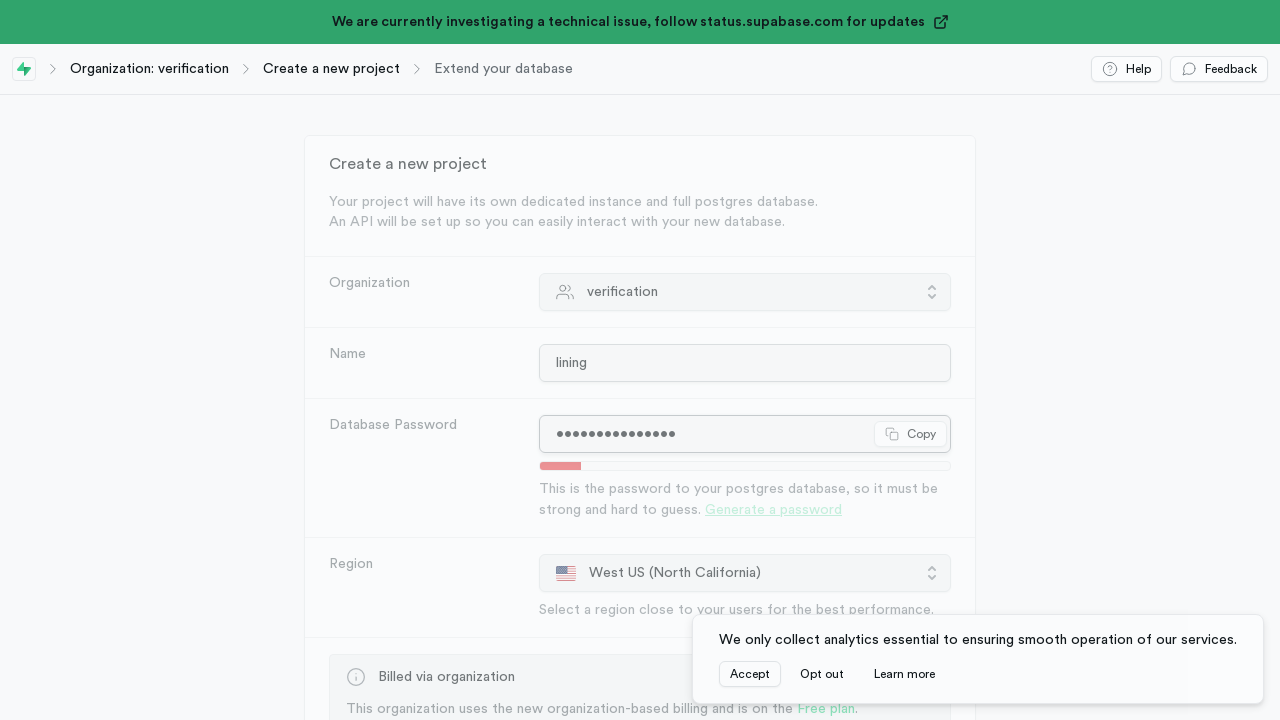 We are currently investigating a technical issue, follow status.supabase.com for updates
Organization: verification
Create a new project
Extend your database
Help
Feedback
Create a new project
Your project will have its own dedicated instance and full postgres database.
An API will be set up so you can easily interact with your new database.
Organization
verification
Name
lining
Database Password
•••••••••••••••
Copy
This is the password to your postgres database, so it must be
strong and hard to guess. Generate a password
Region
West US (North California)
Select a region close to your users for the best performance.
Billed via organization
This organization uses the new organization-based billing and is on the Free plan.
We only collect analytics essential to ensuring smooth operation of our services.
Accept
Opt out
Learn more